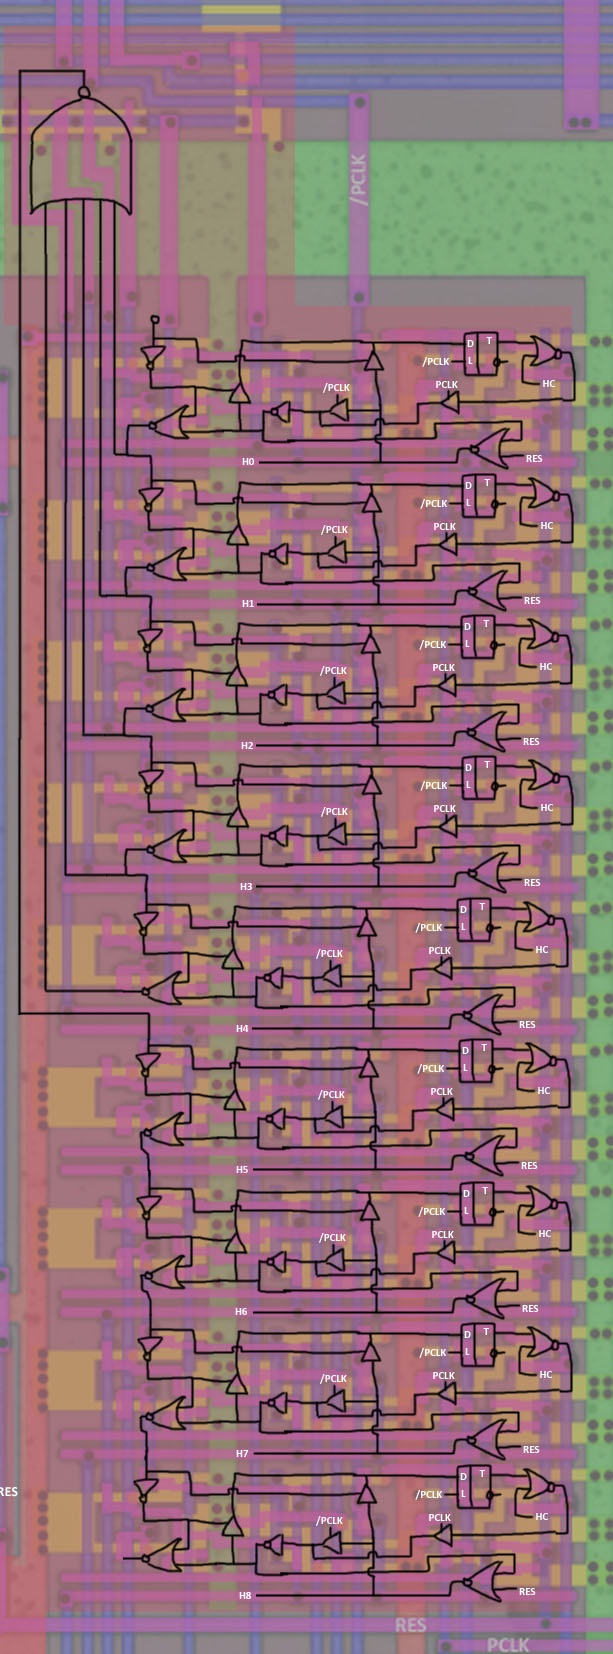 /PCLK
D T
/PCLK L
PCLK
HC
/PCLK
H0 RES
D T
/PCLK L
PCLK
HC
/PCLK
H1 RES
D T
/PCLK L
PCLK
HC
/PCLK
H2 RES
D T
/PCLK L
PCLK
HC
/PCLK
H3 RES
D T
/PCLK L
PCLK
HC
/PCLK
H4 RES
D T
/PCLK L
PCLK
HC
/PCLK
H5 RES
D T
/PCLK L
PCLK
HC
/PCLK
H6 RES
D T
/PCLK L
PCLK
HC
/PCLK
H7 RES
D T
/PCLK L
RES
PCLK
HC
/PCLK
H8 RES
RES
PCLK